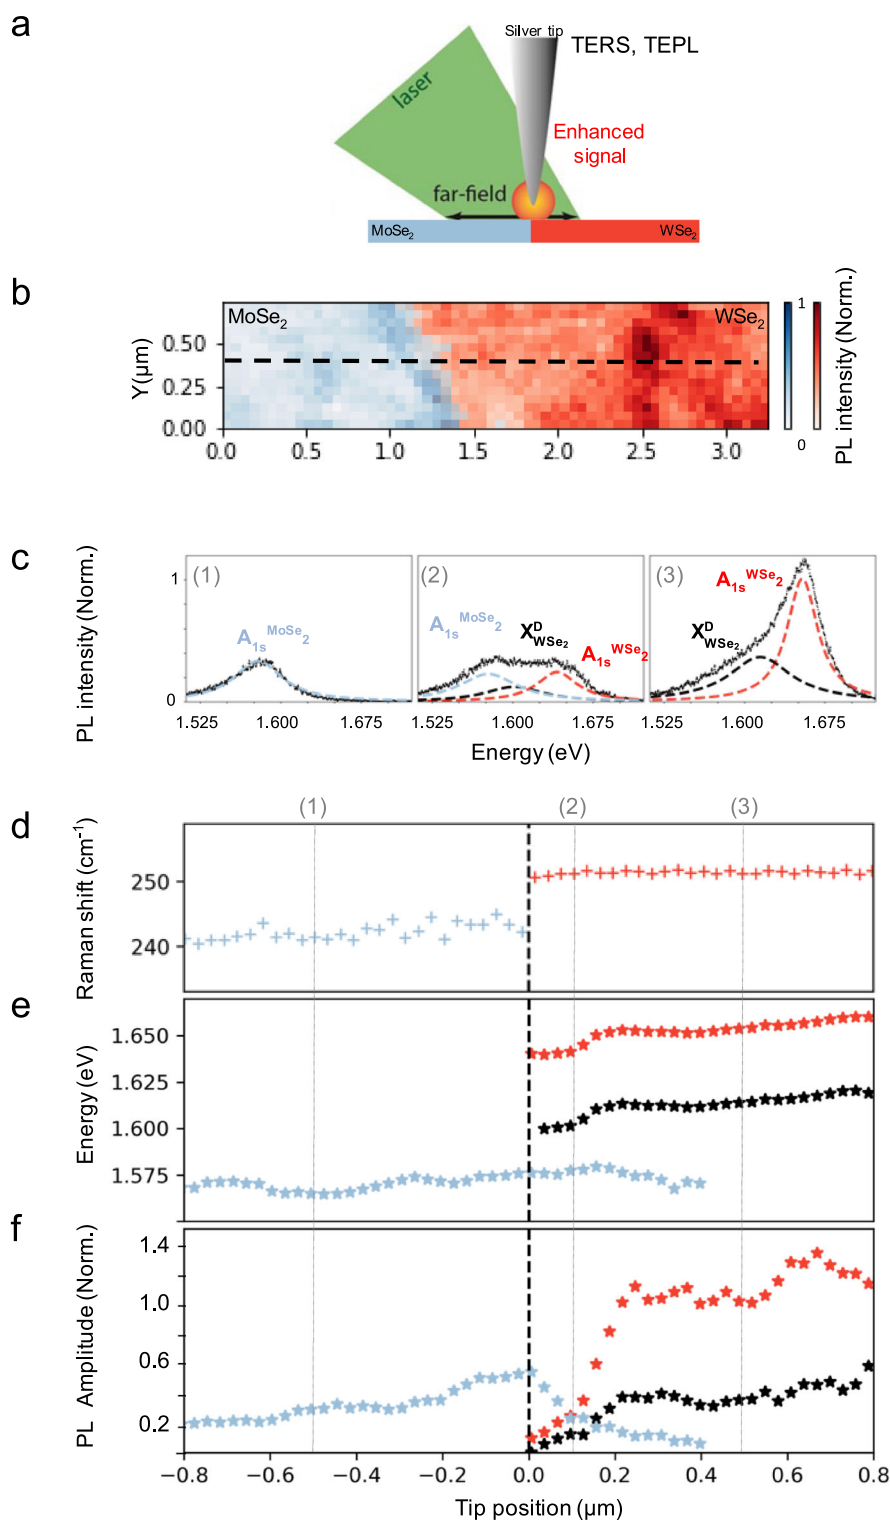 a
Silver tip
TERS, TEPL
laser
Enhanced
signal
far-field
MoSe2
WSe2
b
MoSe2
WSe2
Y(μm)
0.50
0.25
0.00
0.0 0.5 1.0 1.5 2.0 2.5 3.0
1
0
PL intensity (Norm.)
c
PL intensity (Norm.)
1
0
(1)
A1s MoSe2
(2)
A1s MoSe2
XD WSe2
A1s WSe2
(3)
A1s WSe2
XD WSe2
1.525 1.600 1.675
1.525 1.600 1.675
1.525 1.600 1.675
Energy (eV)
d
(1) (2) (3)
Raman shift (cm-1)
250
240
e
Energy (eV)
1.650
1.625
1.600
1.575
f
PL Amplitude (Norm.)
1.4
1.0
0.6
0.2
−0.8 −0.6 −0.4 −0.2 0.0 0.2 0.4 0.6 0.8
Tip position (μm)